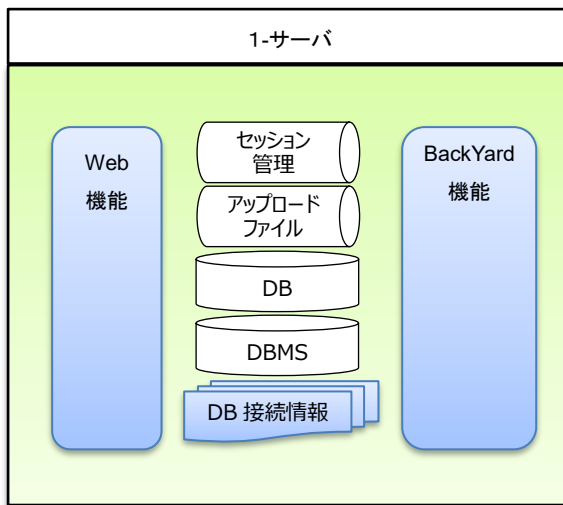 1-サーバ
Web
機能
セッション
管理
アップロード
ファイル
DB
DBMS
DB 接続情報
BackYard
機能